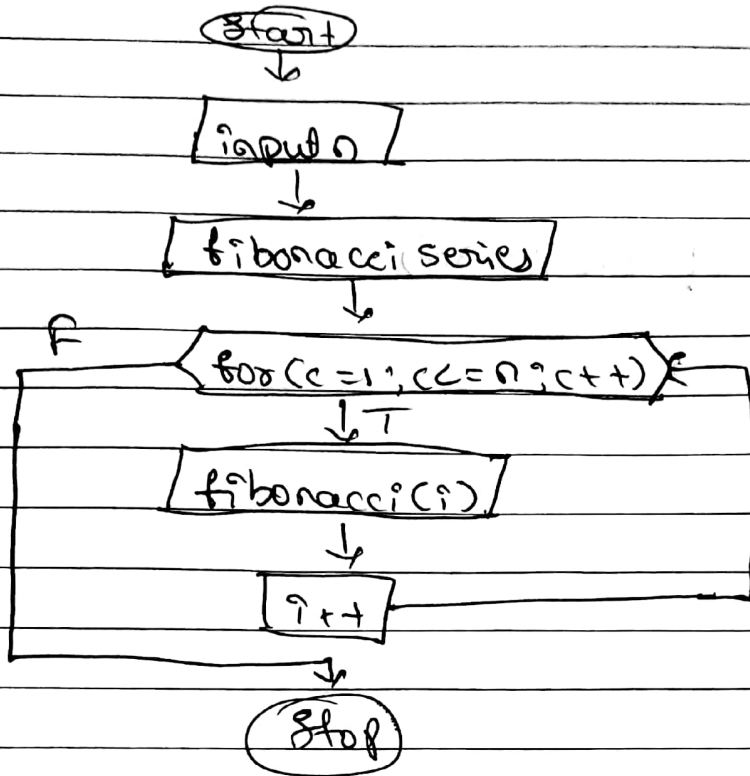 Start
input n
fibonacci series
F
for(c=1;c<=n;c++)
T
fibonacci(i)
i++
Stop